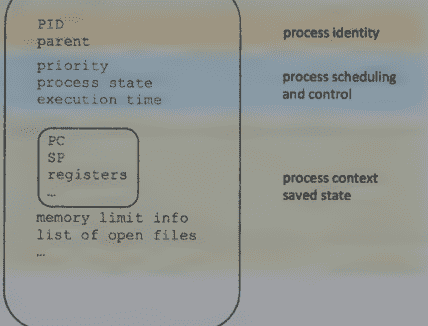 PID
parent
process identity
priority
process state
execution time
process scheduling
and control
PC
SP
registers
…
process context
saved state
memory limit info
list of open files
…